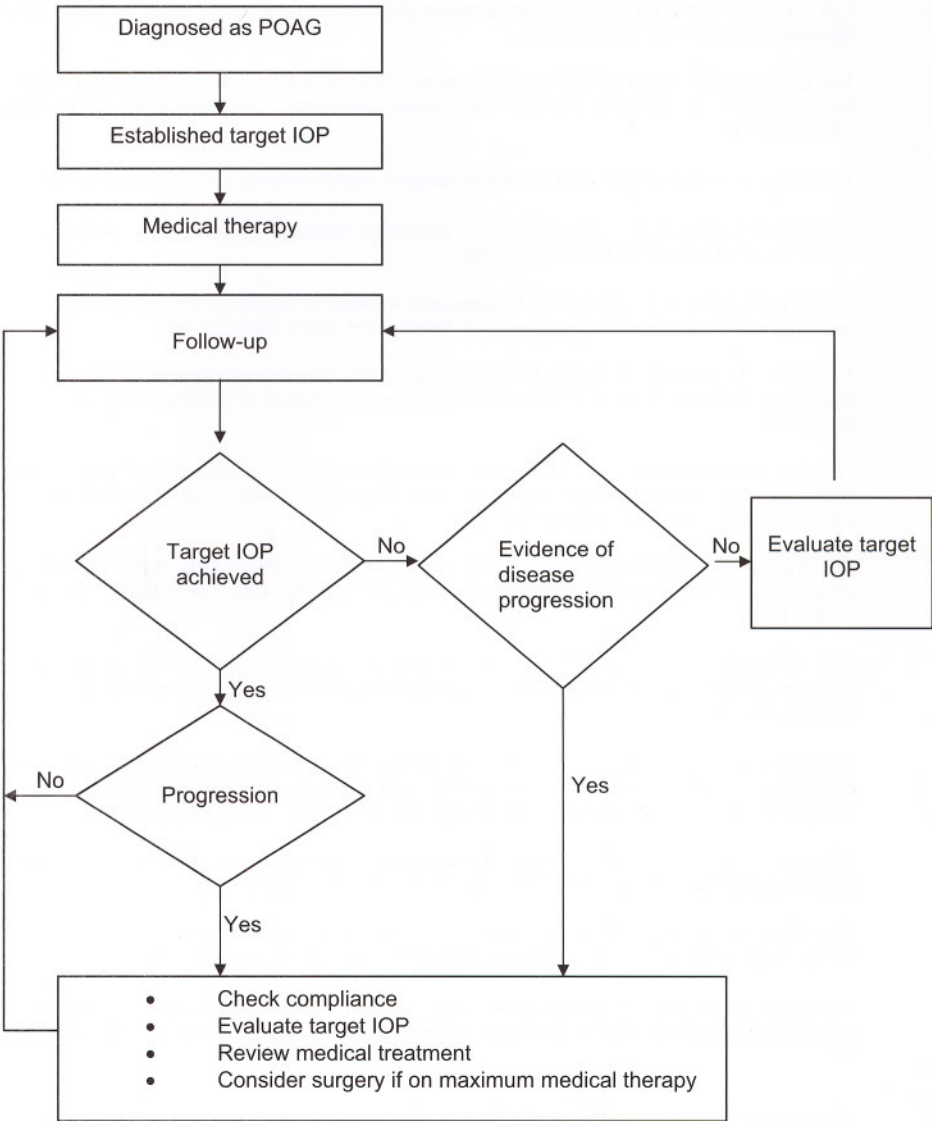 Diagnosed as POAG
Established target IOP
Medical therapy
Follow-up
Target IOP
achieved
No
Evidence of
disease
progression
No
Evaluate target
IOP
Yes
Progression
No
Yes
Yes
• Check compliance
• Evaluate target IOP
• Review medical treatment
• Consider surgery if on maximum medical therapy